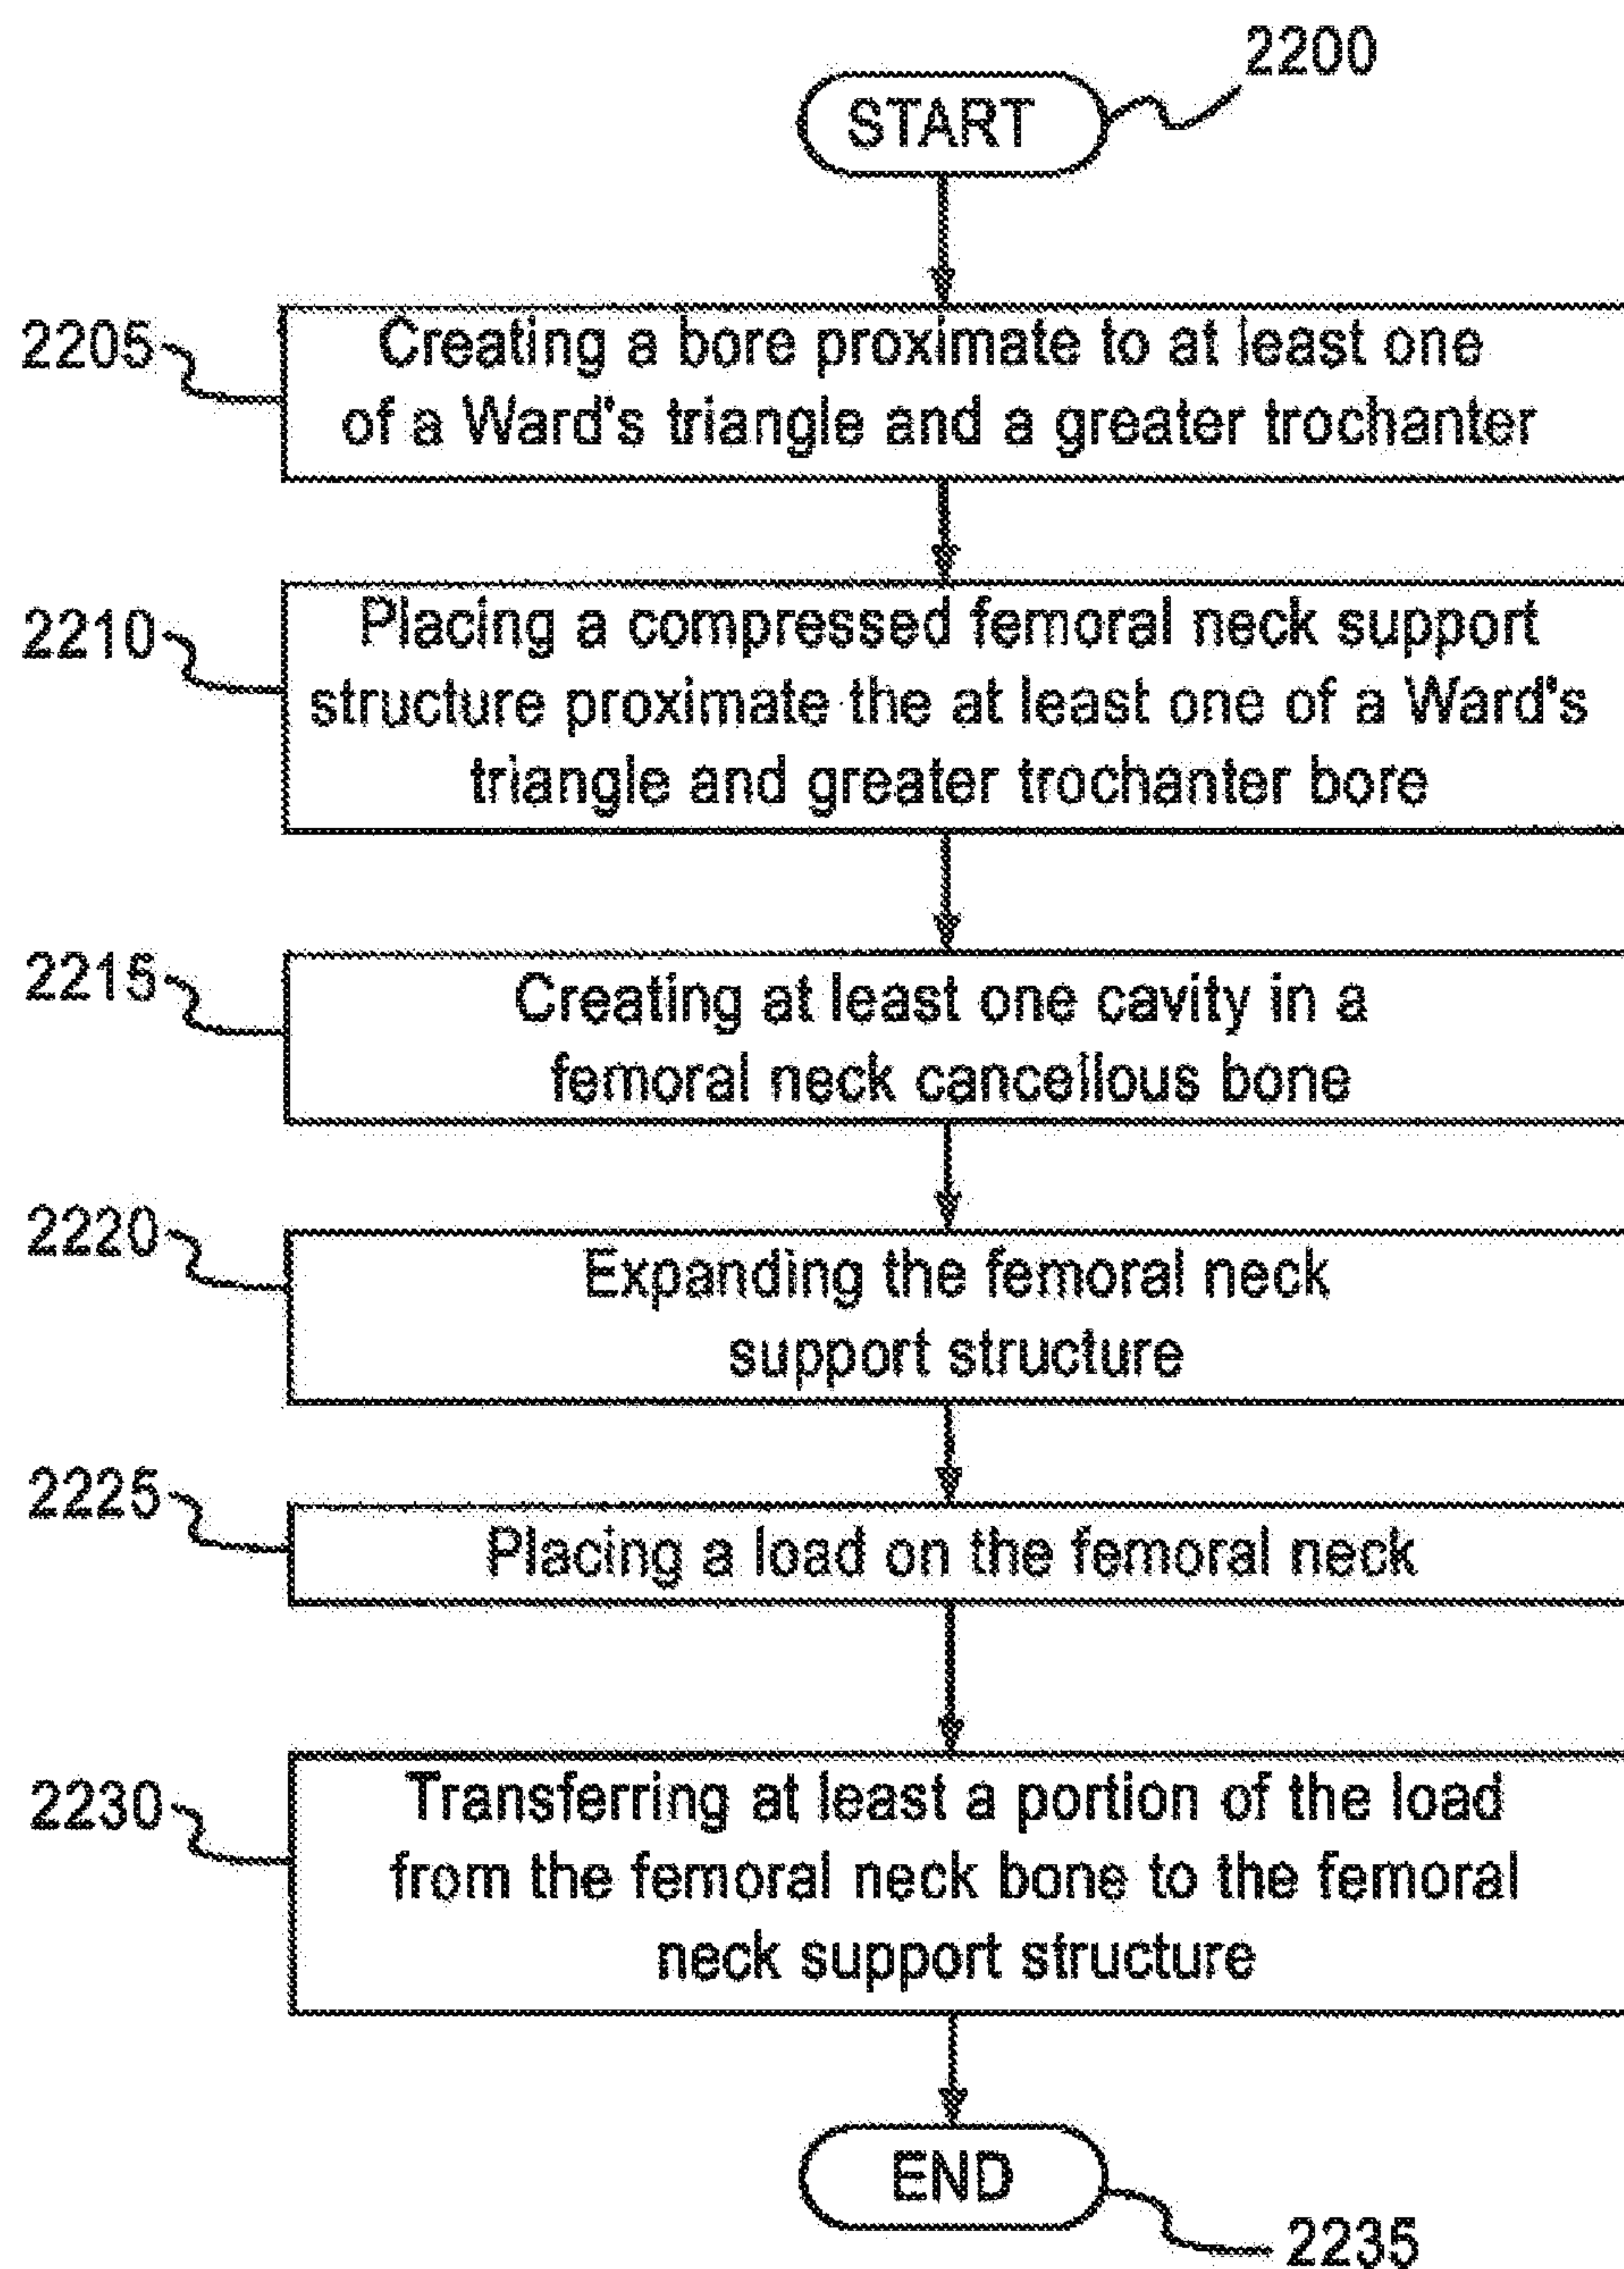 2200
START
2205
Creating a bore proximate to at least one
of a Ward's triangle and a greater trochanter
2210
Placing a compressed femoral neck support
structure proximate the at least one of a Ward's
triangle and greater trochanter bore
2215
Creating at least one cavity in a
femoral neck cancellous bone
2220
Expanding the femoral neck
support structure
2225
Placing a load on the femoral neck
2230
Transferring at least a portion of the load
from the femoral neck bone to the femoral
neck support structure
END
2235